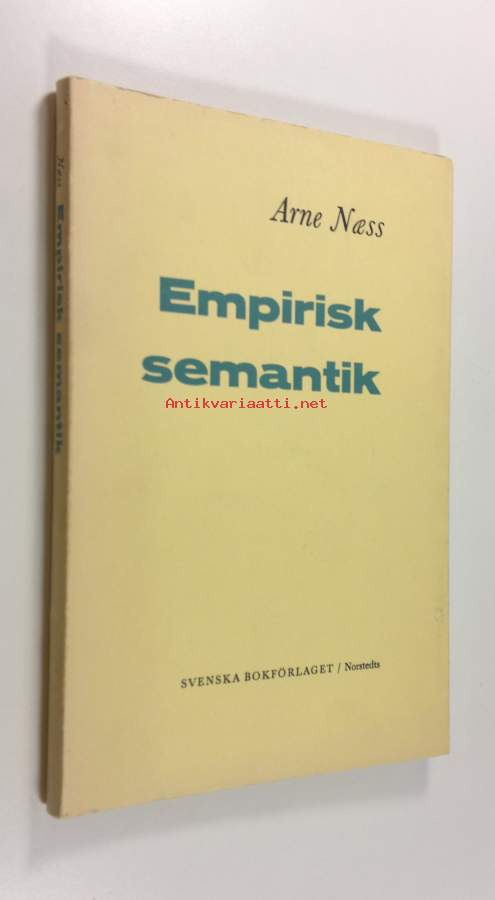 Arne Næss
Empirisk
semantik
Antikvariaatti.net
SVENSKA BOKFÖRLAGET / Norstedts
Næss Empirisk semantik